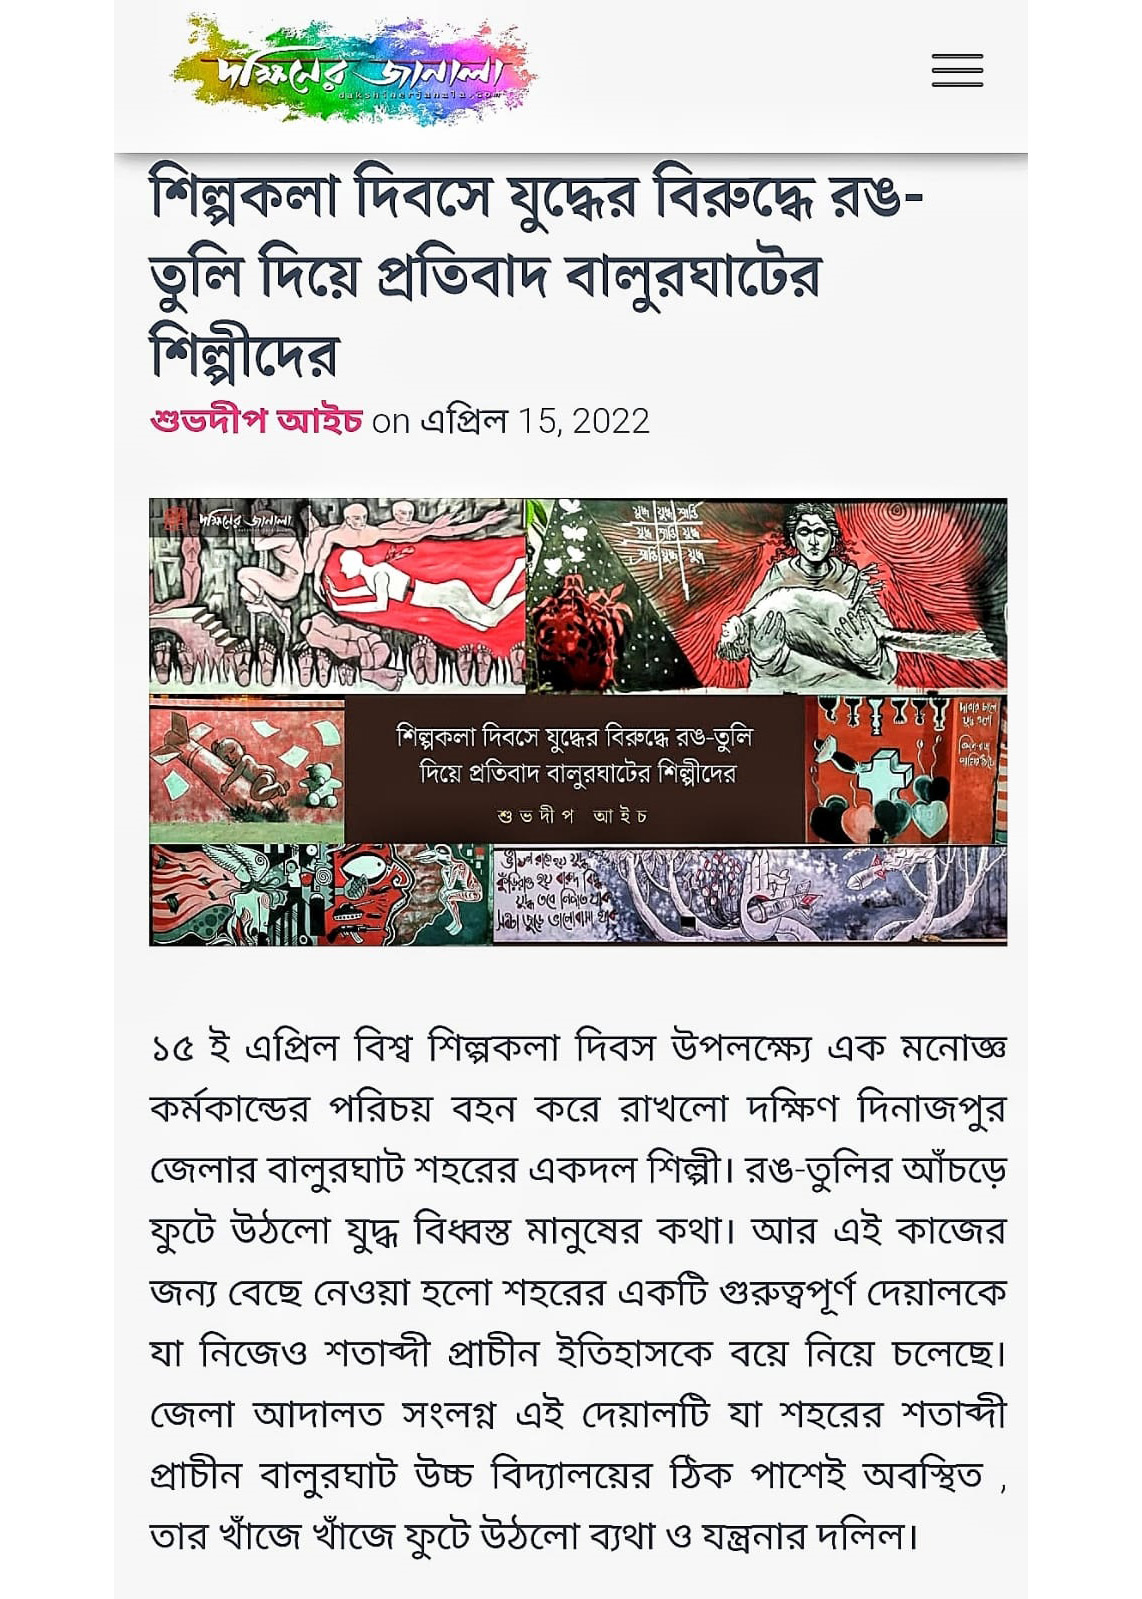 দক্ষিনের জানালা
dakshinerjanala.com
শিল্পকলা দিবসে যুদ্ধের বিরুদ্ধে রঙ-
তুলি দিয়ে প্রতিবাদ বালুরঘাটের
শিল্পীদের
শুভদীপ আইচ on এপ্রিল 15, 2022
দক্ষিনের জানালা
যুদ্ধ যুদ্ধ শান্তি
যুদ্ধ শান্তি যুদ্ধ
শান্তি যুদ্ধ যুদ্ধ
শিল্পকলা দিবসে যুদ্ধের বিরুদ্ধে রঙ-তুলি
দিয়ে প্রতিবাদ বালুরঘাটের শিল্পীদের
শুভদীপ আইচ
দাবার চালে
যুদ্ধ
হয় যুদ্ধ
হয় বারুদ বিদ্ধ
যুদ্ধ তবে নিপাত যাক
জুড়ে ভালোবাসা থাক
১৫ ই এপ্রিল বিশ্ব শিল্পকলা দিবস উপলক্ষ্যে এক মনোজ্ঞ
কর্মকান্ডের পরিচয় বহন করে রাখলো দক্ষিণ দিনাজপুর
জেলার বালুরঘাট শহরের একদল শিল্পী। রঙ-তুলির আঁচড়ে
ফুটে উঠলো যুদ্ধ বিধ্বস্ত মানুষের কথা। আর এই কাজের
জন্য বেছে নেওয়া হলো শহরের একটি গুরুত্বপূর্ণ দেয়ালকে
যা নিজেও শতাব্দী প্রাচীন ইতিহাসকে বয়ে নিয়ে চলেছে।
জেলা আদালত সংলগ্ন এই দেয়ালটি যা শহরের শতাব্দী
প্রাচীন বালুরঘাট উচ্চ বিদ্যালয়ের ঠিক পাশেই অবস্থিত ,
তার খাঁজে খাঁজে ফুটে উঠলো ব্যথা ও যন্ত্রনার দলিল।